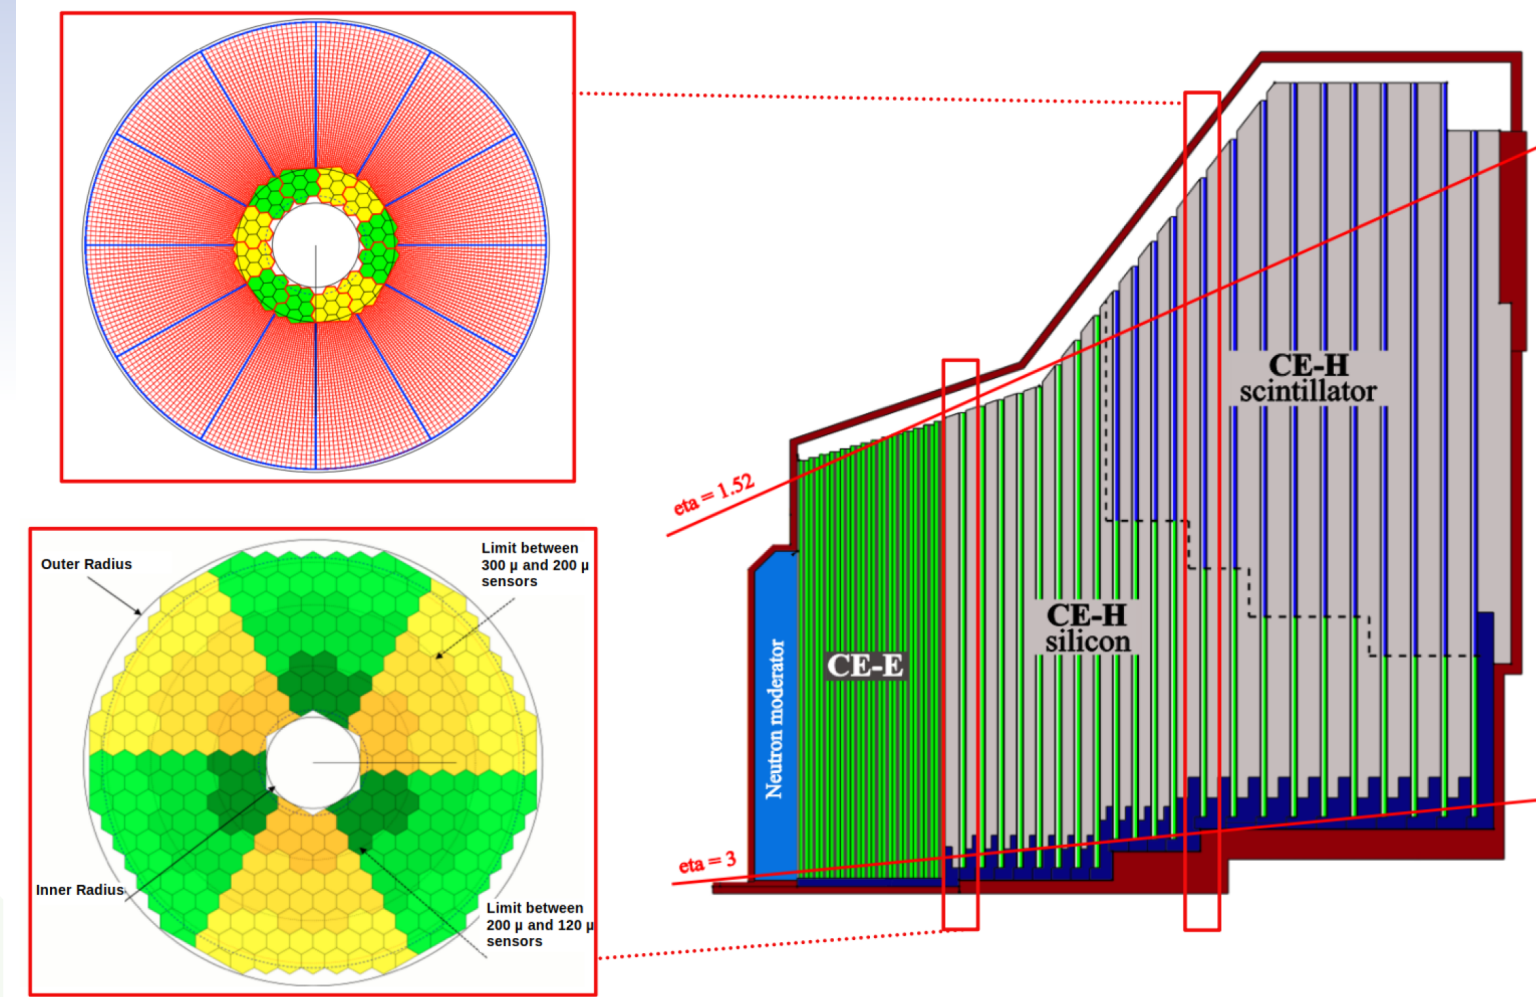 Outer Radius
Limit between
300 µ and 200 µ
sensors
Inner Radius
Limit between
200 µ and 120 µ
sensors
eta = 1.52
eta = 3
Neutron moderator
CE-E
CE-H
silicon
CE-H
scintillator